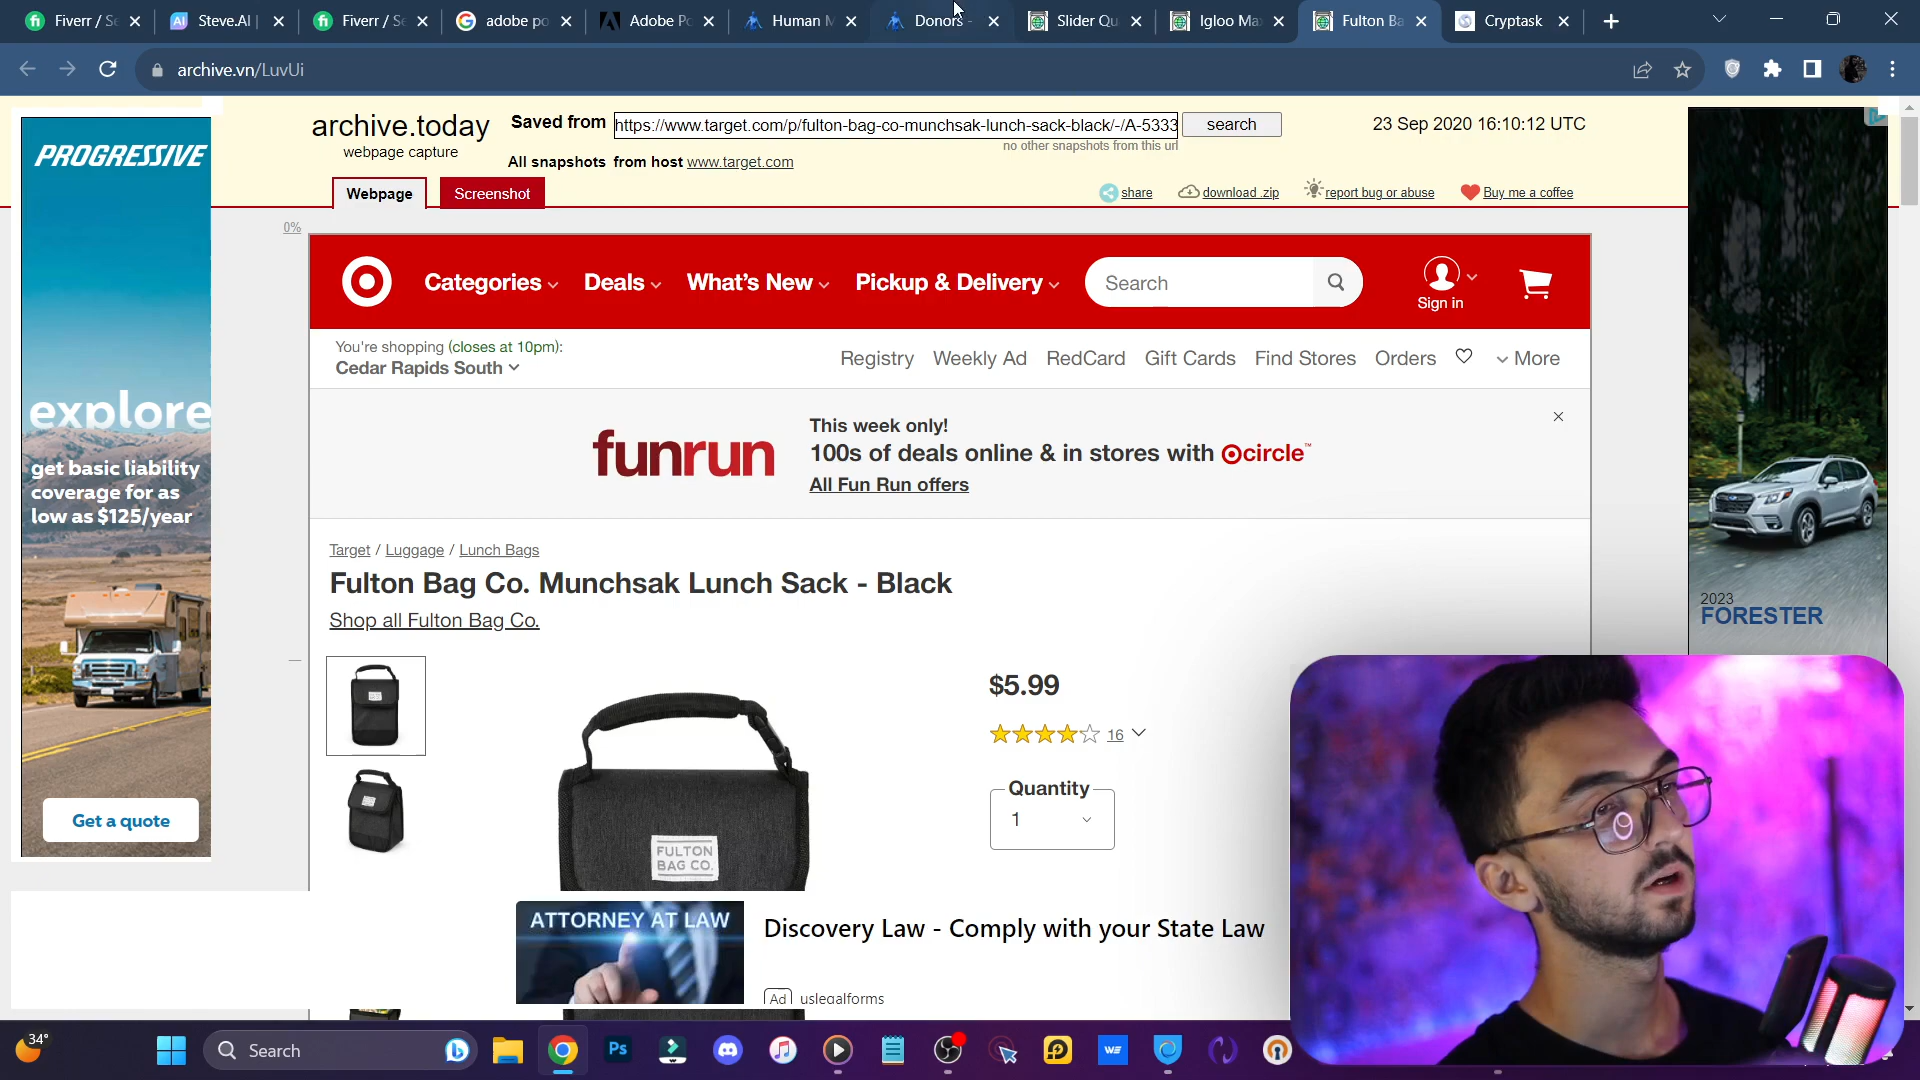 Fiverr / Se
Steve.AI |
Fiverr / Se
adobe po
Adobe Po
Human M
Donors -
Slider Qu
Igloo Max
Fulton Ba
Cryptask
archive.vn/LuvUi
archive.today
webpage capture
Saved from
https://www.target.com/p/fulton-bag-co-munchsak-lunch-sack-black/-/A-5333
search
23 Sep 2020 16:10:12 UTC
no other snapshots from this url
All snapshots from host www.target.com
Webpage
Screenshot
share
download .zip
report bug or abuse
Buy me a coffee
0%
PROGRESSIVE
explore
get basic liability
coverage for as
low as $125/year
Get a quote
Categories
Deals
What's New
Pickup & Delivery
Search
Sign in
You're shopping (closes at 10pm):
Cedar Rapids South
Registry
Weekly Ad
RedCard
Gift Cards
Find Stores
Orders
More
funrun
This week only!
100s of deals online & in stores with circle™
All Fun Run offers
Target / Luggage / Lunch Bags
Fulton Bag Co. Munchsak Lunch Sack - Black
Shop all Fulton Bag Co.
$5.99
16
Quantity
1
FULTON
BAG CO.
2023
FORESTER
ATTORNEY AT LAW
Discovery Law - Comply with your State Law
Ad
uslegalforms
34°
Search
Ps
WE